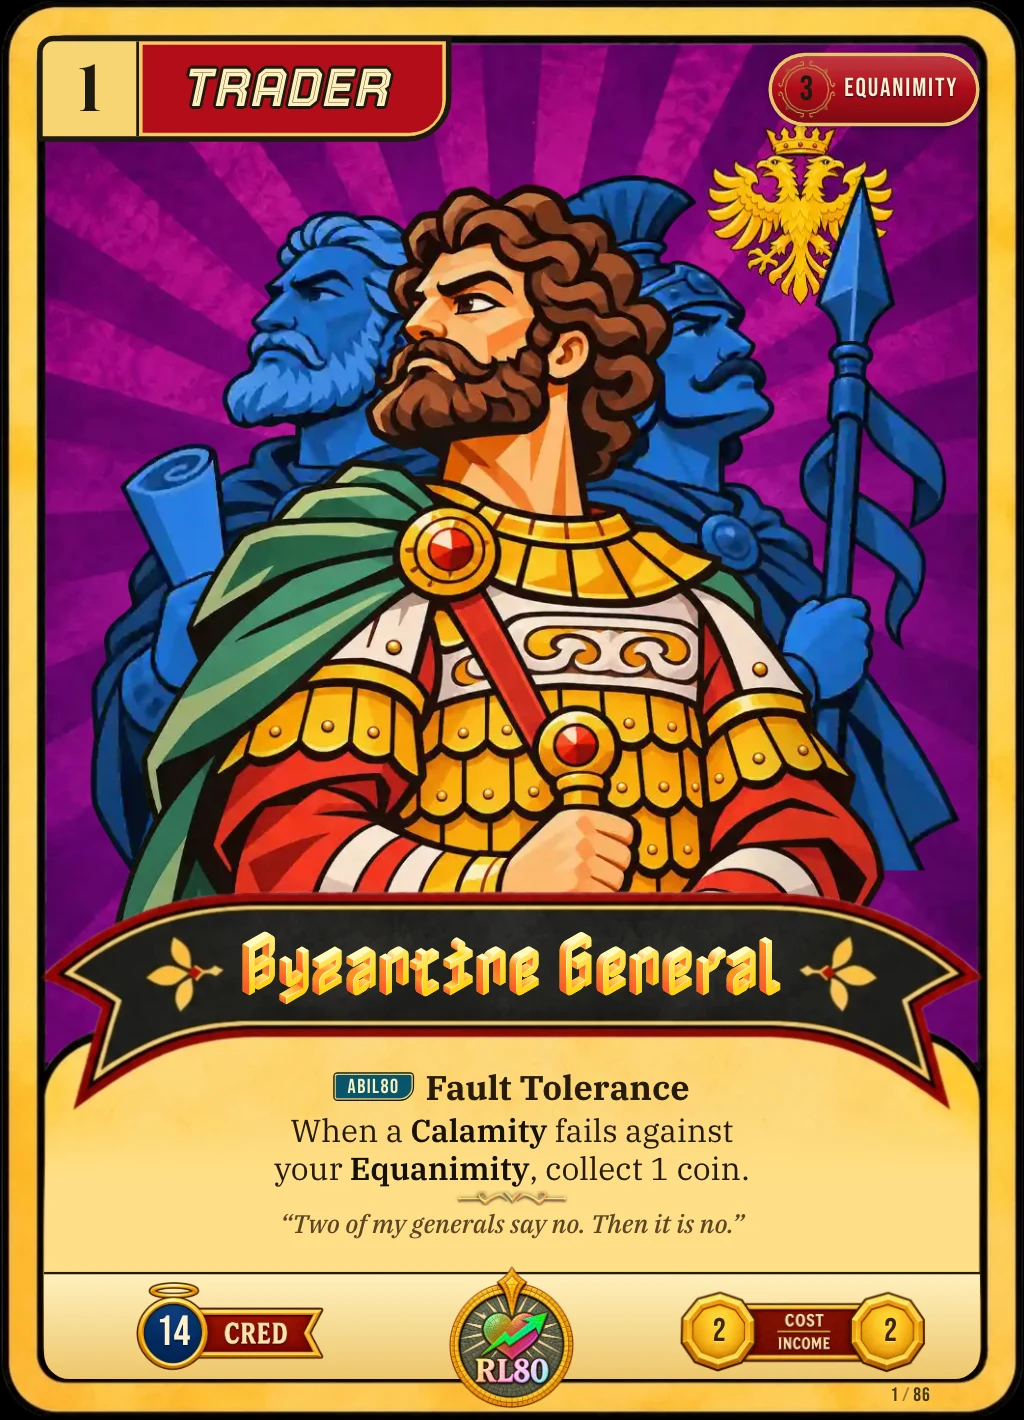 1 TRADER
3 EQUANIMITY
Byzantine General
ABIL80 Fault Tolerance
When a Calamity fails against
your Equanimity, collect 1 coin.
“Two of my generals say no. Then it is no.”
14 CRED
RL80
2 COST INCOME 2
1 / 86